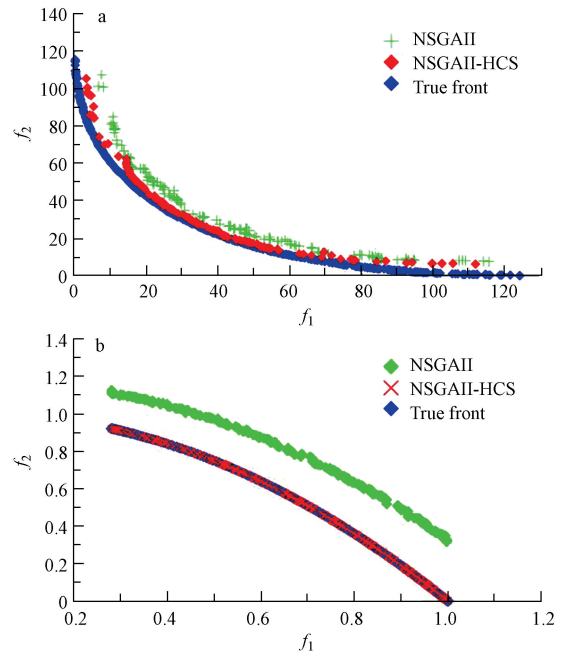 140
a
NSGAII
120
NSGAII-HCS
100
True front
80
f2
60
40
20
0
0 20 40 60 80 100 120
f1
1.4
b
NSGAII
1.2
NSGAII-HCS
1.0
True front
0.8
f2
0.6
0.4
0.2
0
0.2 0.4 0.6 0.8 1.0 1.2
f1